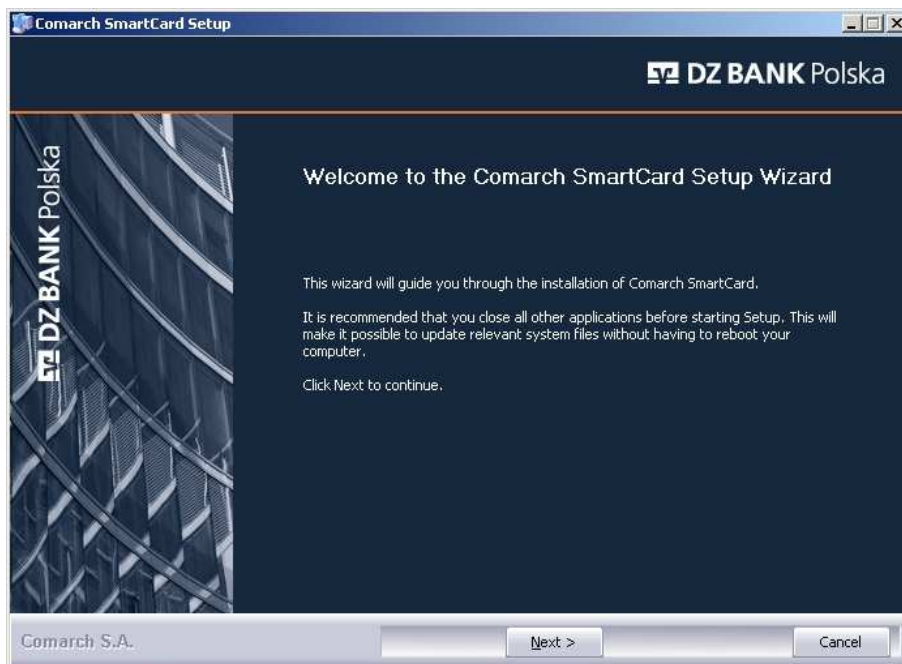 Comarch SmartCard Setup
DZ BANK Polska
DZ BANK Polska
Welcome to the Comarch SmartCard Setup Wizard
This wizard will guide you through the installation of Comarch SmartCard.
It is recommended that you close all other applications before starting Setup. This will
make it possible to update relevant system files without having to reboot your
computer.
Click Next to continue.
Comarch S.A.
Next >
Cancel